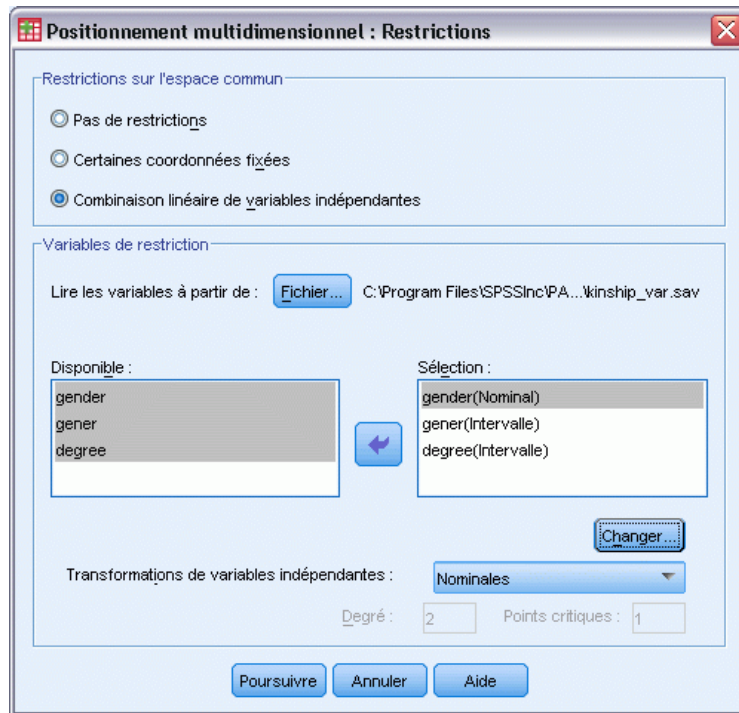 Positionnement multidimensionnel : Restrictions
Restrictions sur l'espace commun
Pas de restrictions
Certaines coordonnées fixées
Combinaison linéaire de variables indépendantes
Variables de restriction
Lire les variables à partir de : Fichier... C:\Program Files\SPSSInc\PA...\kinship_var.sav
Disponible : Sélection :
gender gender(Nominal)
gener gener(Intervalle)
degree degree(Intervalle)
Changer...
Transformations de variables indépendantes : Nominales
Degré : 2 Points critiques : 1
Poursuivre Annuler Aide